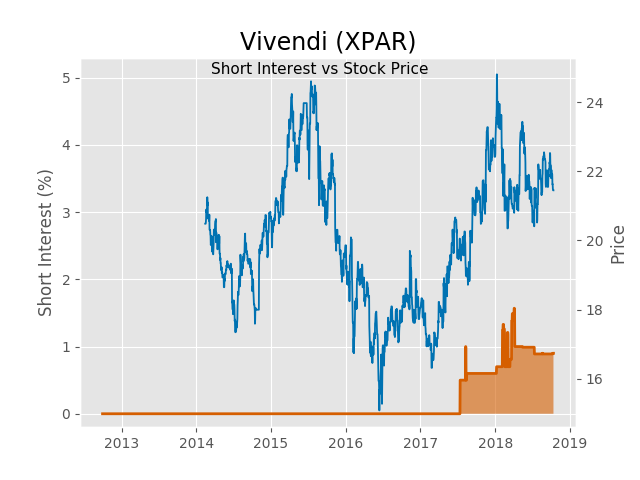 Vivendi (XPAR)
Short Interest vs Stock Price
Short Interest (%)
5
4
3
2
1
0
24
22
20
18
16
Price
2013 2014 2015 2016 2017 2018 2019